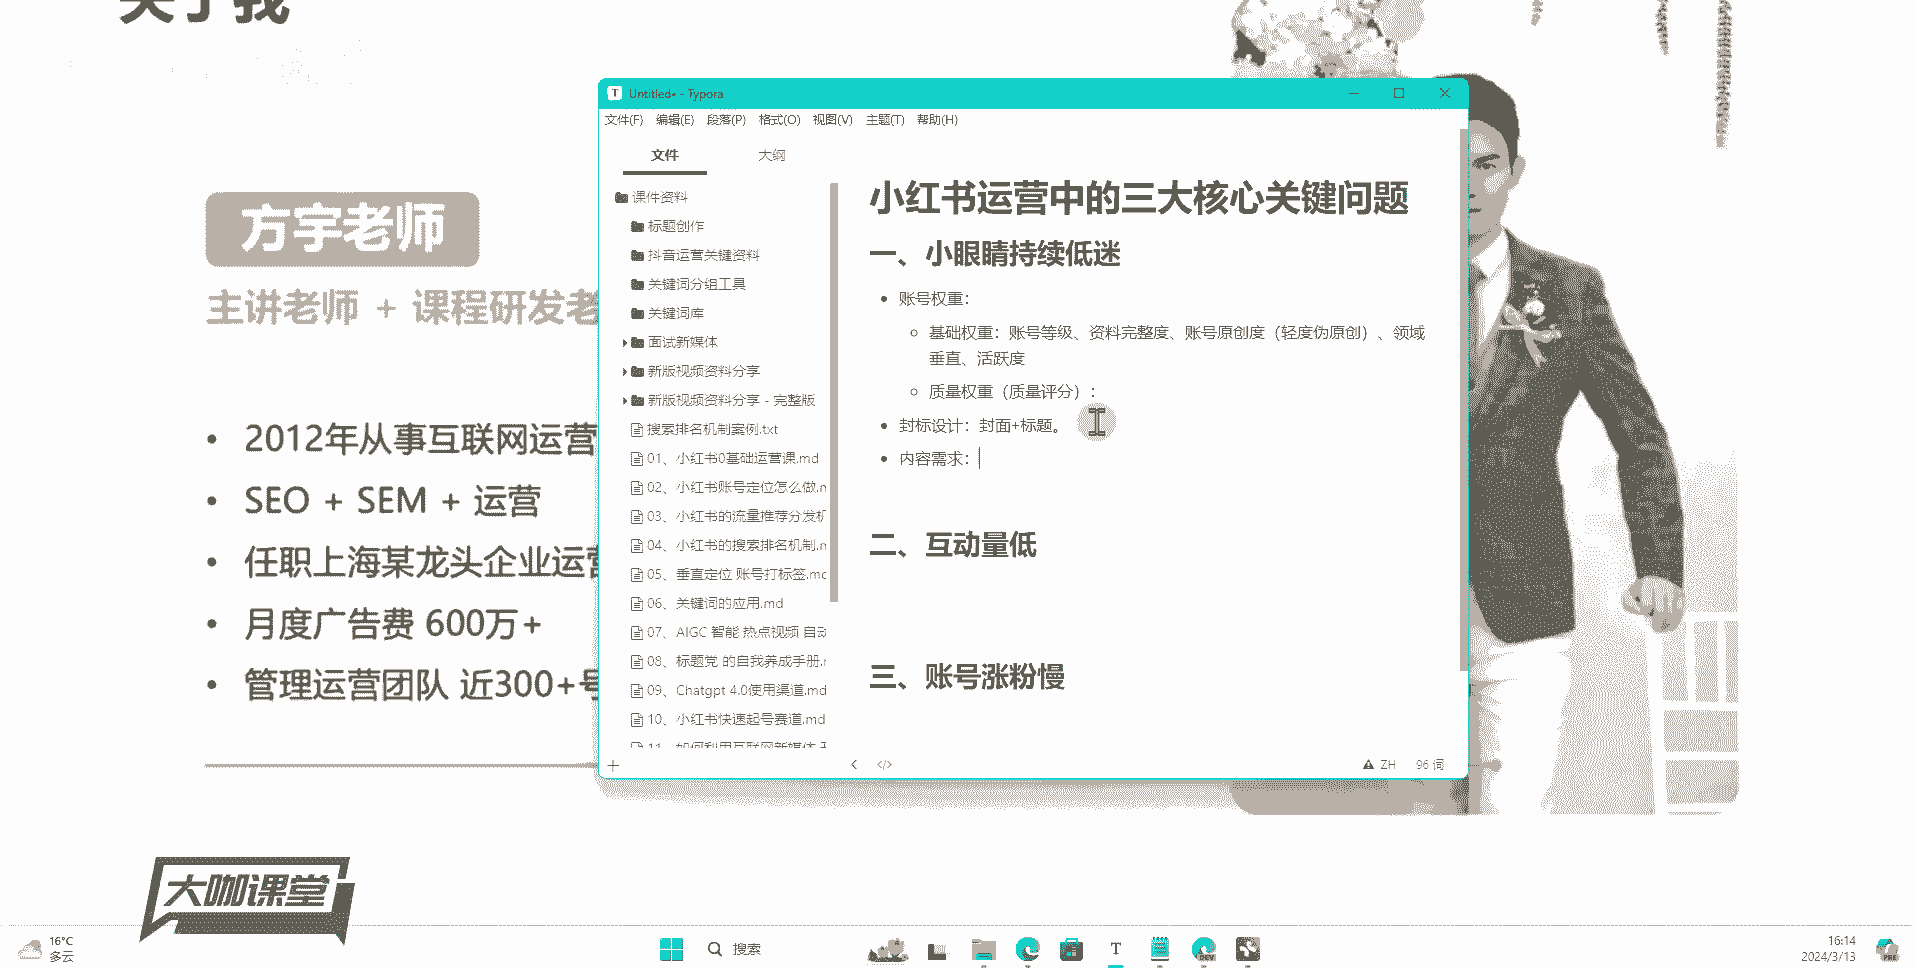 关于我
方宇老师
主讲老师 + 课程研发老
2012年从事互联网运营
SEO + SEM + 运营
任职上海某龙头企业运营
月度广告费 600万+
管理运营团队 近300+号
大咖课堂
Untitled• - Typora
文件(F) 编辑(E) 段落(P) 格式(O) 视图(V) 主题(T) 帮助(H)
文件 大纲
课件资料
标题创作
抖音运营关键资料
关键词分组工具
关键词库
面试新媒体
新版视频资料分享
新版视频资料分享 - 完整版
搜索排名机制案例.txt
01、小红书0基础运营课.md
02、小红书账号定位怎么做.m
03、小红书的流量推荐分发机
04、小红书的搜索排名机制.m
05、垂直定位 账号打标签.md
06、关键词的应用.md
07、AIGC 智能 热点视频 自动
08、标题党 的自我养成手册.m
09、Chatgpt 4.0使用渠道.md
10、小红书快速起号赛道.md
11、如何利用互联网新媒体
小红书运营中的三大核心关键问题
一、小眼睛持续低迷
账号权重：
基础权重：账号等级、资料完整度、账号原创度（轻度伪原创）、领域
垂直、活跃度
质量权重（质量评分）：
封标设计：封面+标题。
内容需求：
二、互动量低
三、账号涨粉慢
ZH 96 词
16°C
多云
搜索
T
DEV
16:14
2024/3/13
PRE